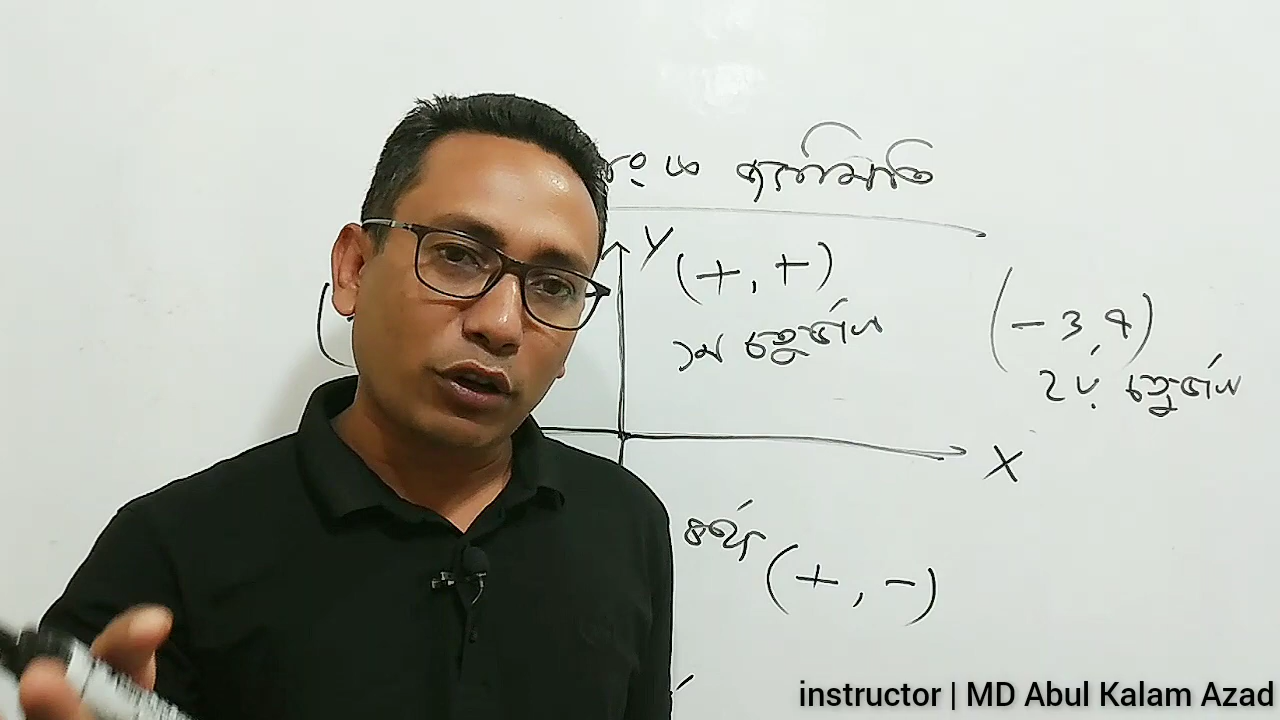 ও জ্যামিতি
Y
(+, +)
১ম চতুর্ভাগ
(-3, 4)
২য় চতুর্ভাগ
X
৪র্থ
(+, -)
instructor | MD Abul Kalam Azad